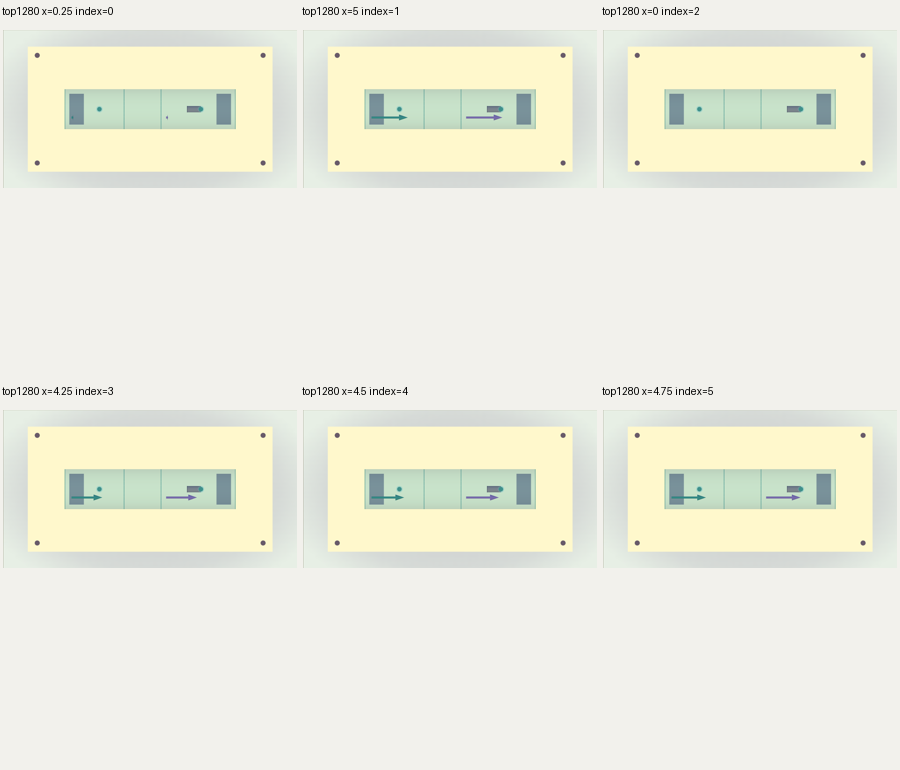 top1280 x=0.25 index=0
top1280 x=5 index=1
top1280 x=0 index=2
top1280 x=4.25 index=3
top1280 x=4.5 index=4
top1280 x=4.75 index=5